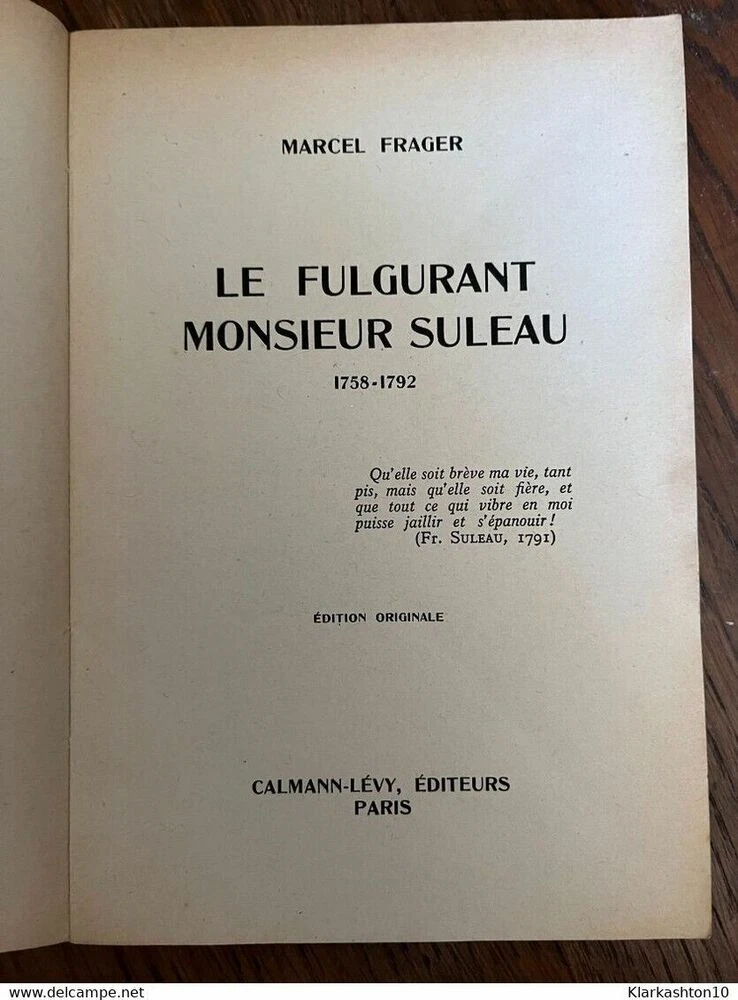 MARCEL FRAGER
LE FULGURANT
MONSIEUR SULEAU
1758-1792
Qu'elle soit brève ma vie, tant
pis, mais qu'elle soit fière, et
que tout ce qui vibre en moi
puisse jaillir et s'épanouir!
(Fr. SULEAU, 1791)
ÉDITION ORIGINALE
CALMANN-LÉVY, ÉDITEURS
PARIS
www.delcampe.net
Klarkashton10